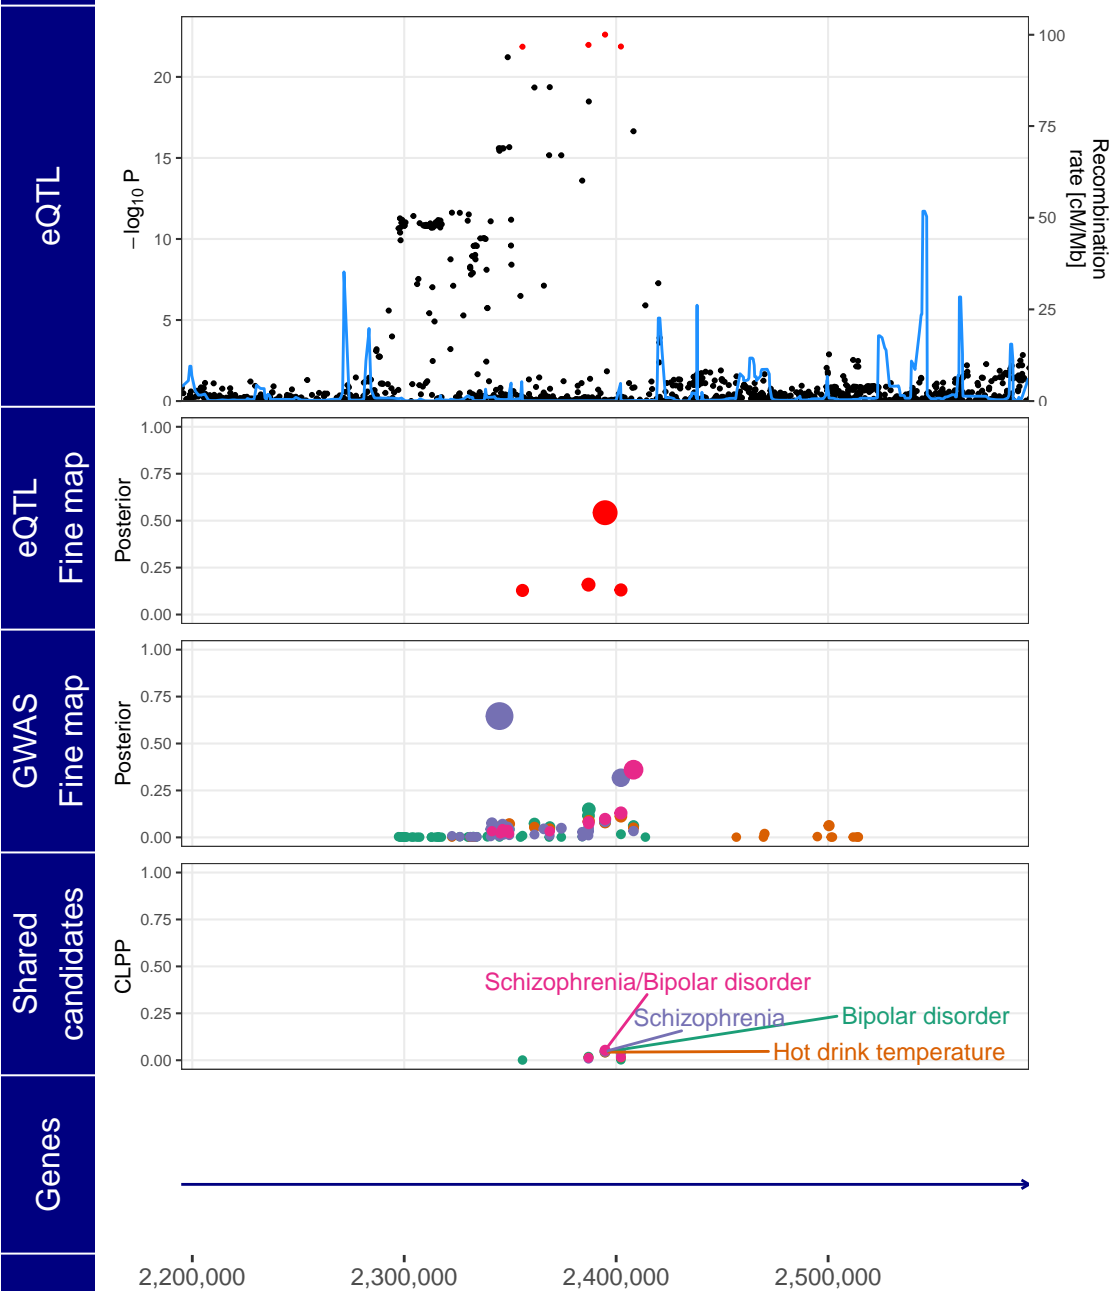 eQTL
−log10 P
20
15
10
5
0
100
75
50
25
0
Recombination
rate [cM/Mb]
eQTL
Fine map
Posterior
1.00
0.75
0.50
0.25
0.00
GWAS
Fine map
Posterior
1.00
0.75
0.50
0.25
0.00
Shared
candidates
CLPP
1.00
0.75
0.50
0.25
0.00
Schizophrenia/Bipolar disorder
Schizophrenia
Bipolar disorder
Hot drink temperature
Genes
2,200,000
2,300,000
2,400,000
2,500,000